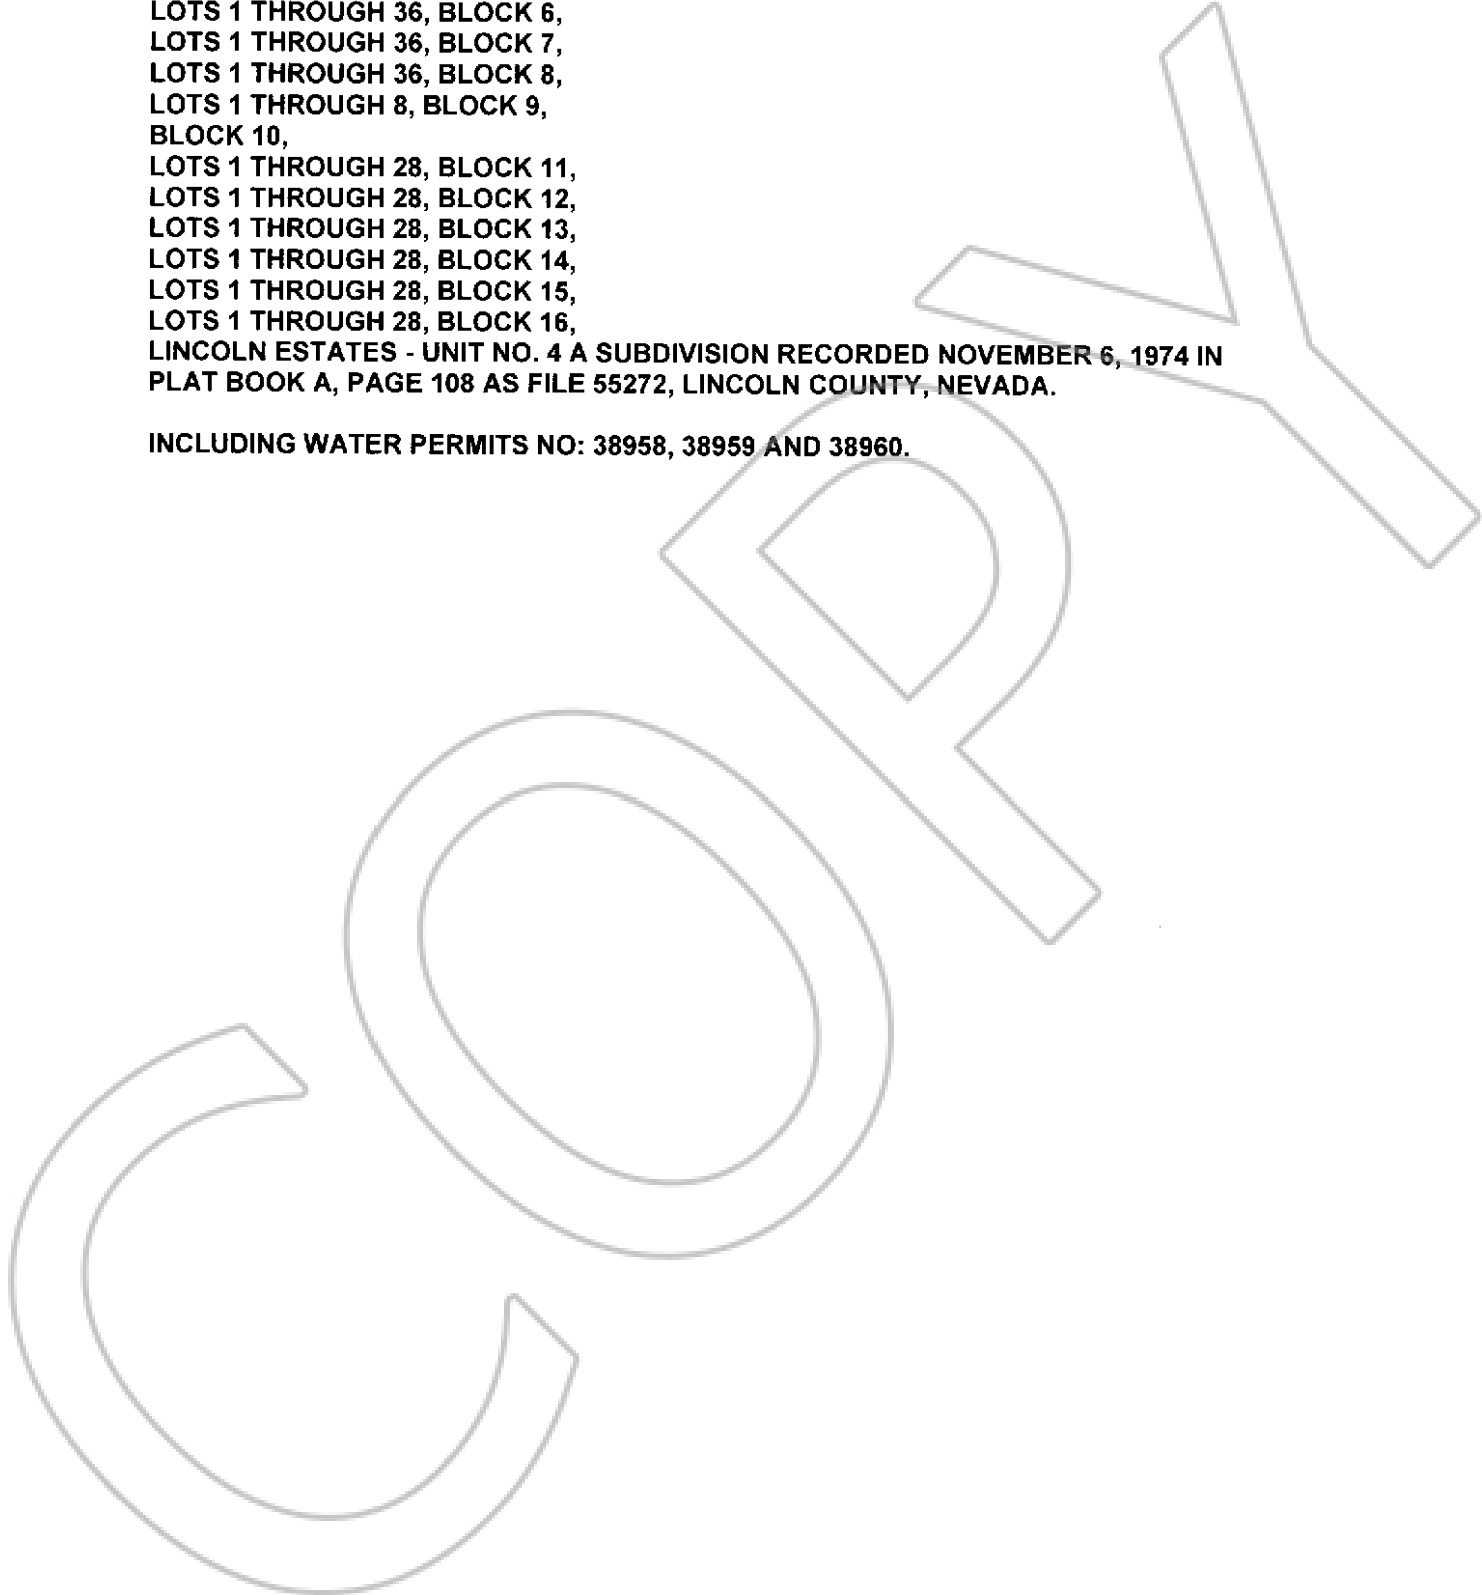 LOTS 1 THROUGH 36, BLOCK 6,
LOTS 1 THROUGH 36, BLOCK 7,
LOTS 1 THROUGH 36, BLOCK 8,
LOTS 1 THROUGH 8, BLOCK 9,
BLOCK 10,
LOTS 1 THROUGH 28, BLOCK 11,
LOTS 1 THROUGH 28, BLOCK 12,
LOTS 1 THROUGH 28, BLOCK 13,
LOTS 1 THROUGH 28, BLOCK 14,
LOTS 1 THROUGH 28, BLOCK 15,
LOTS 1 THROUGH 28, BLOCK 16,
LINCOLN ESTATES - UNIT NO. 4 A SUBDIVISION RECORDED NOVEMBER 6, 1974 IN
PLAT BOOK A, PAGE 108 AS FILE 55272, LINCOLN COUNTY, NEVADA.
INCLUDING WATER PERMITS NO: 38958, 38959 AND 38960.
COPY